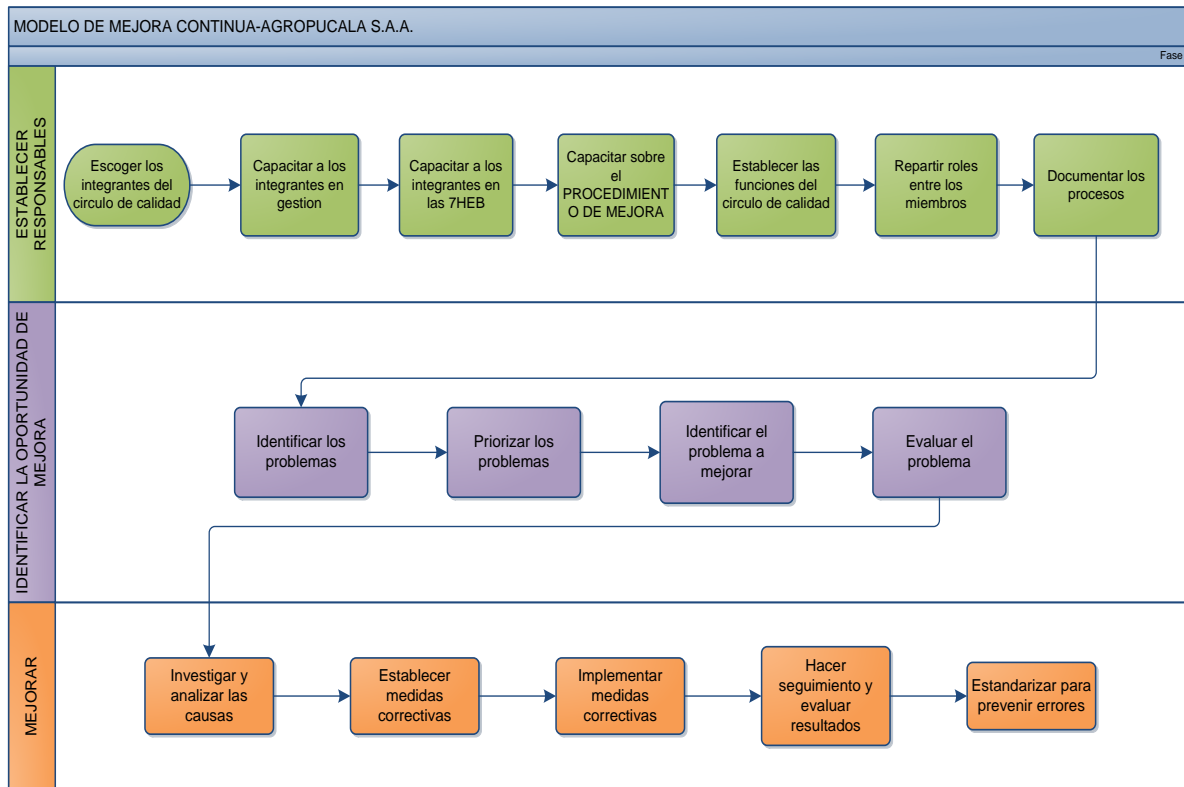 MODELO DE MEJORA CONTINUA-AGROPUCALA S.A.A.
Fase
ESTABLECER
RESPONSABLES
Escoger los
integrantes del
circulo de calidad
Capacitar a los
integrantes en
gestion
Capacitar a los
integrantes en
las 7HEB
Capacitar sobre
el
PROCEDIMIENT
O DE MEJORA
Establecer las
funciones del
circulo de calidad
Repartir roles
entre los
miembros
Documentar los
procesos
IDENTIFICAR LA OPORTUNIDAD DE
MEJORA
Identificar los
problemas
Priorizar los
problemas
Identificar el
problema a
mejorar
Evaluar el
problema
MEJORAR
Investigar y
analizar las
causas
Establecer
medidas
correctivas
Implementar
medidas
correctivas
Hacer
seguimiento y
evaluar
resultados
Estandarizar para
prevenir errores